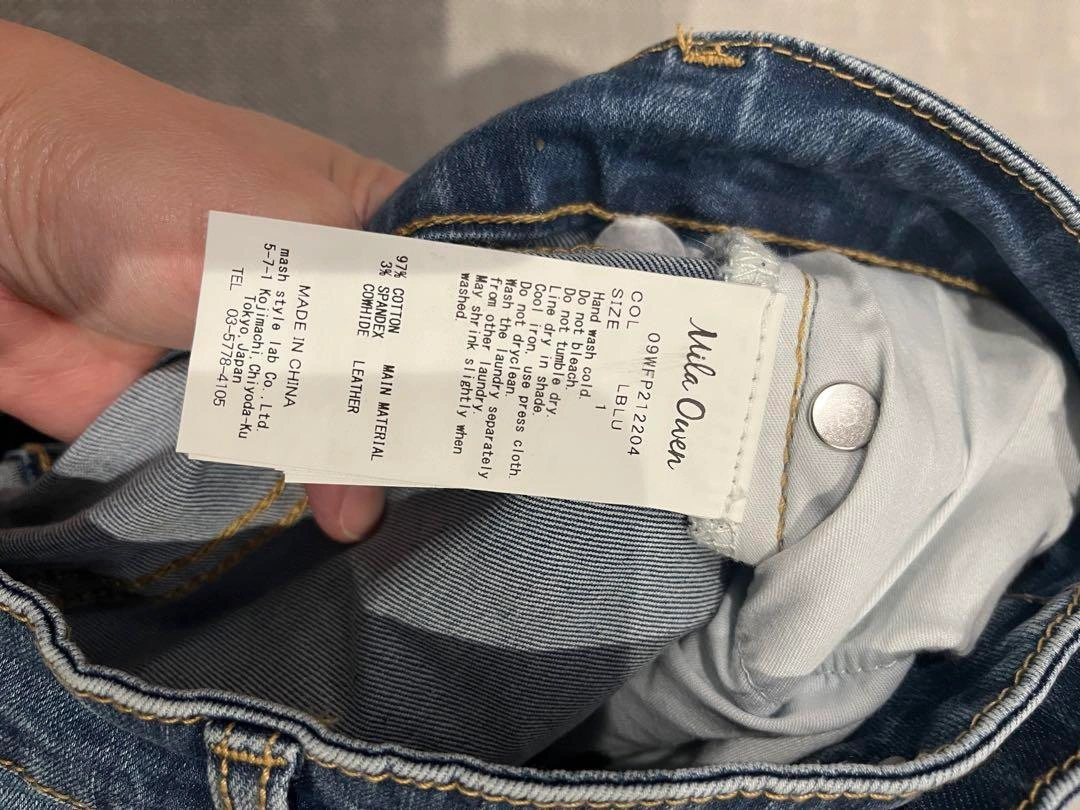 Mila Owen
09WFP212204
COL LBLU
SIZE 1
Hand wash cold.
Do not bleach.
Do not tumble dry.
Line dry in shade.
Cool iron, use press cloth.
Do not dryclean.
Wash the laundry separately
from other laundry.
May shrink slightly when
washed.
97% COTTON MAIN MATERIAL
3% SPANDEX
COWHIDE LEATHER
MADE IN CHINA
mash style lab Co.,Ltd.
5-7-1 Kojimachi,Chiyoda-Ku
Tokyo,Japan
TEL 03-5778-4105